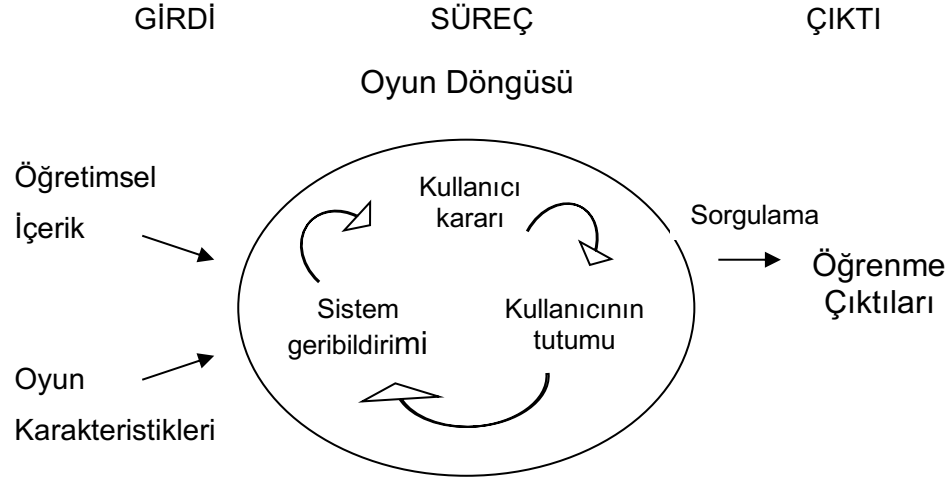 GİRDİ
SÜREÇ
ÇIKTI
Oyun Döngüsü
Öğretimsel
İçerik
Kullanıcı
kararı
Sorgulama
Öğrenme
Çıktıları
Sistem
geribildirimi
Kullanıcının
tutumu
Oyun
Karakteristikleri